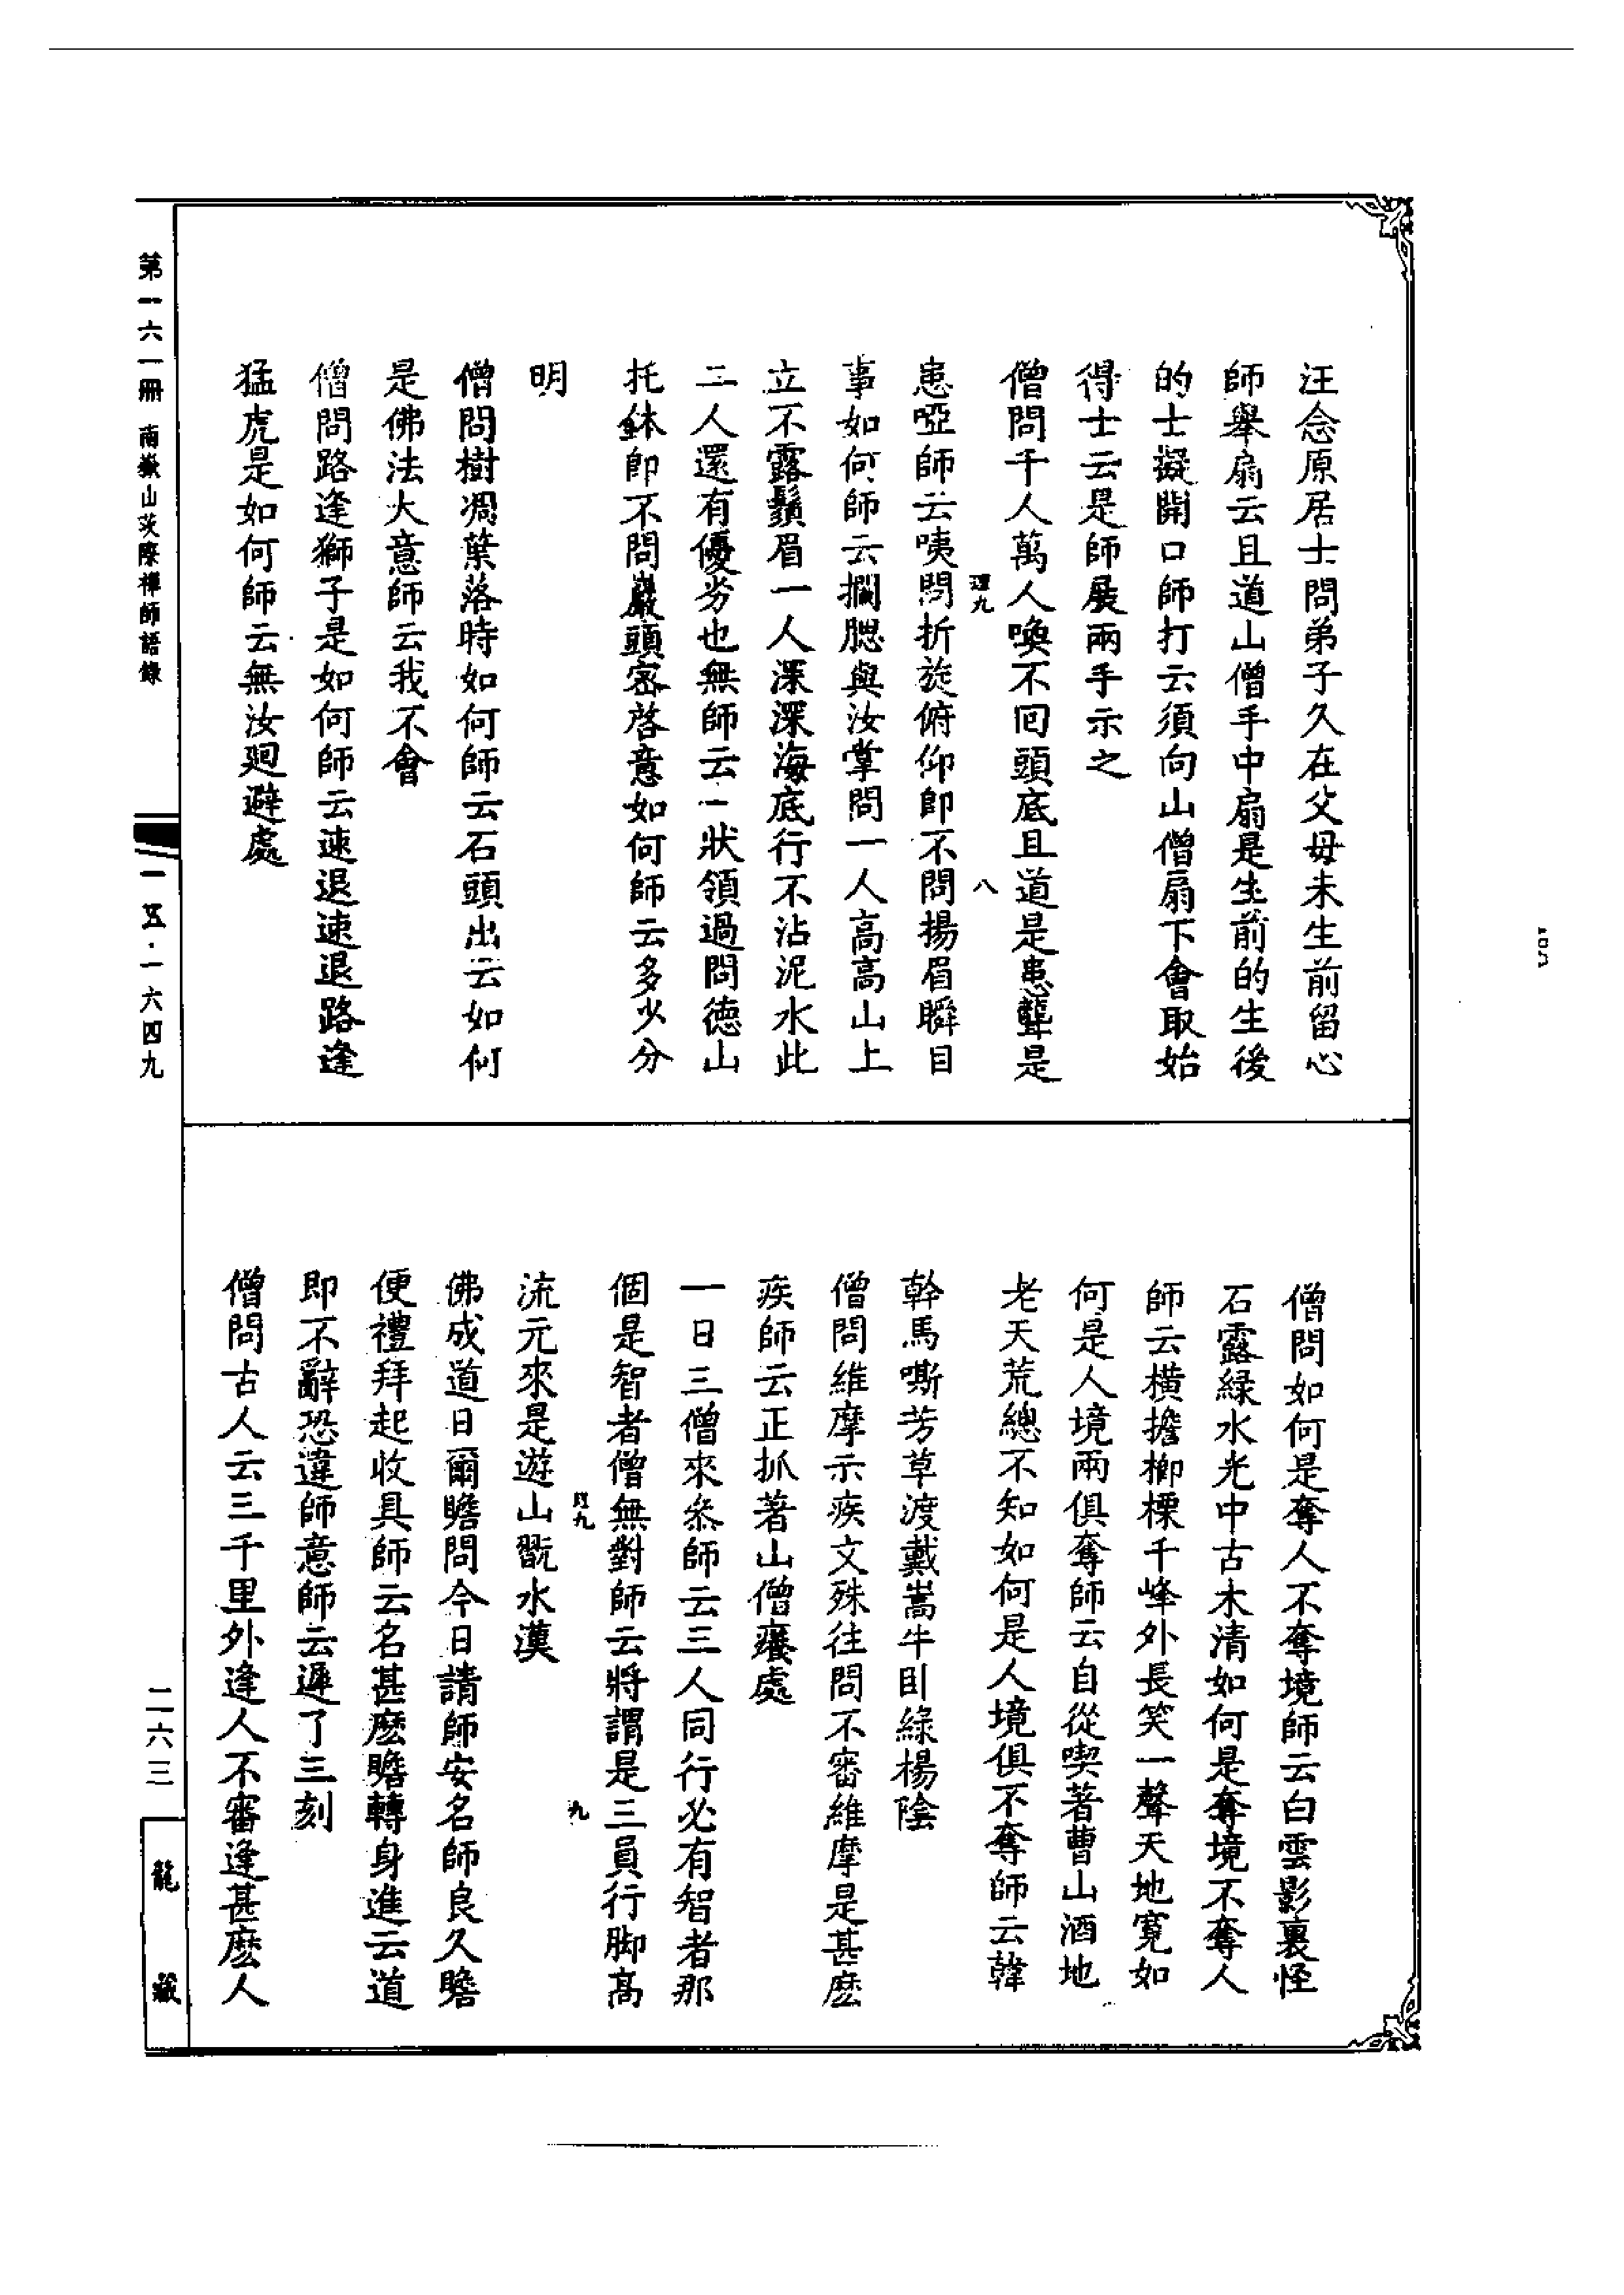 汪念原居士問弟子久在父母未生前留心
師舉扇云且道山僧手中扇是生前的生後
的士擬開口師打云須向山僧扇下會取始
得士云是師展兩手示之
僧問千人萬人喚不回頭底且道是患聾是
八
患啞師云咦問折旋俯仰即不問揚眉瞬目
事如何師云攔腮與汝掌問一人高高山上
立不露鬚眉一人深深海底行不沾泥水此
二人還有優劣也無師云一狀領過問德山
托鉢即不問巖頭密啓意如何師云多少分
明
僧問樹凋葉落時如何師云石頭出云如何
是佛法大意師云我不會
僧問路逢獅子是如何師云速退速退路逢
猛虎是如何師云無汝廻避處
僧問如何是奪人不奪境師云白雲影裏怪
石露緑水光中古木清如何是奪境不奪人
師云橫擔榔標千峰外長笑一聲天地寬如
何是人境兩俱奪師云自從喫著曹山酒地
老天荒總不知如何是人境俱不奪師云韓
幹馬嘶芳草渡戴嵩牛臥綠楊陰
僧問維摩示疾文殊往問不審維摩是甚麽
疾師云正抓著山僧癢處
一日三僧來叅師云三人同行必有智者那
個是智者僧無對師云將謂是三員行脚髙
九
流元來是遊山翫水漢
佛成道日爾瞻問今日請師安名師良久瞻
便禮拜起收具師云名甚麽瞻轉身進云道
即不辭恐違師意師云遲了三刻
僧問古人云三千里外逢人不審逢甚麽人
第一六一冊 南嶽山茨際禪師語錄
一五·一六四九
二六三
龍藏